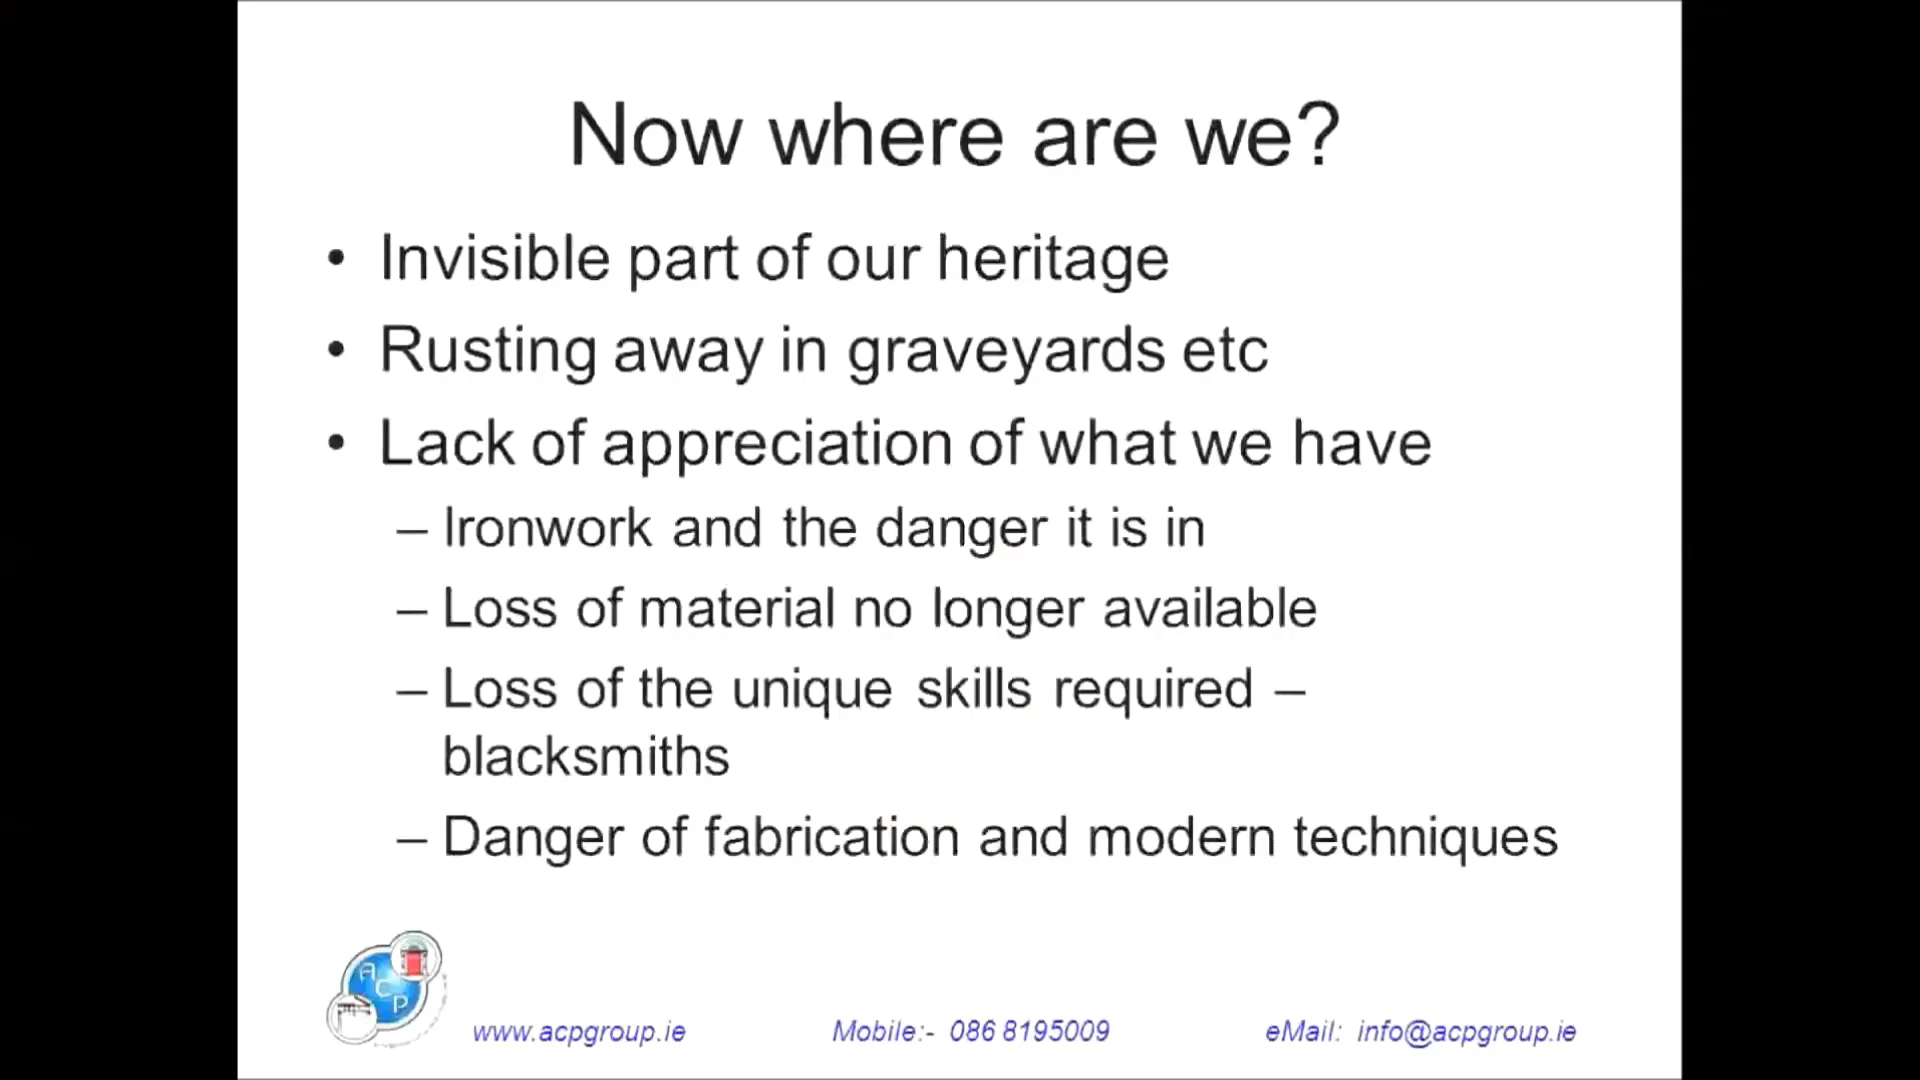 Now where are we?
• Invisible part of our heritage
• Rusting away in graveyards etc
• Lack of appreciation of what we have
– Ironwork and the danger it is in
– Loss of material no longer available
– Loss of the unique skills required –
blacksmiths
– Danger of fabrication and modern techniques
A
C
P
www.acpgroup.ie Mobile:- 086 8195009 eMail: info@acpgroup.ie